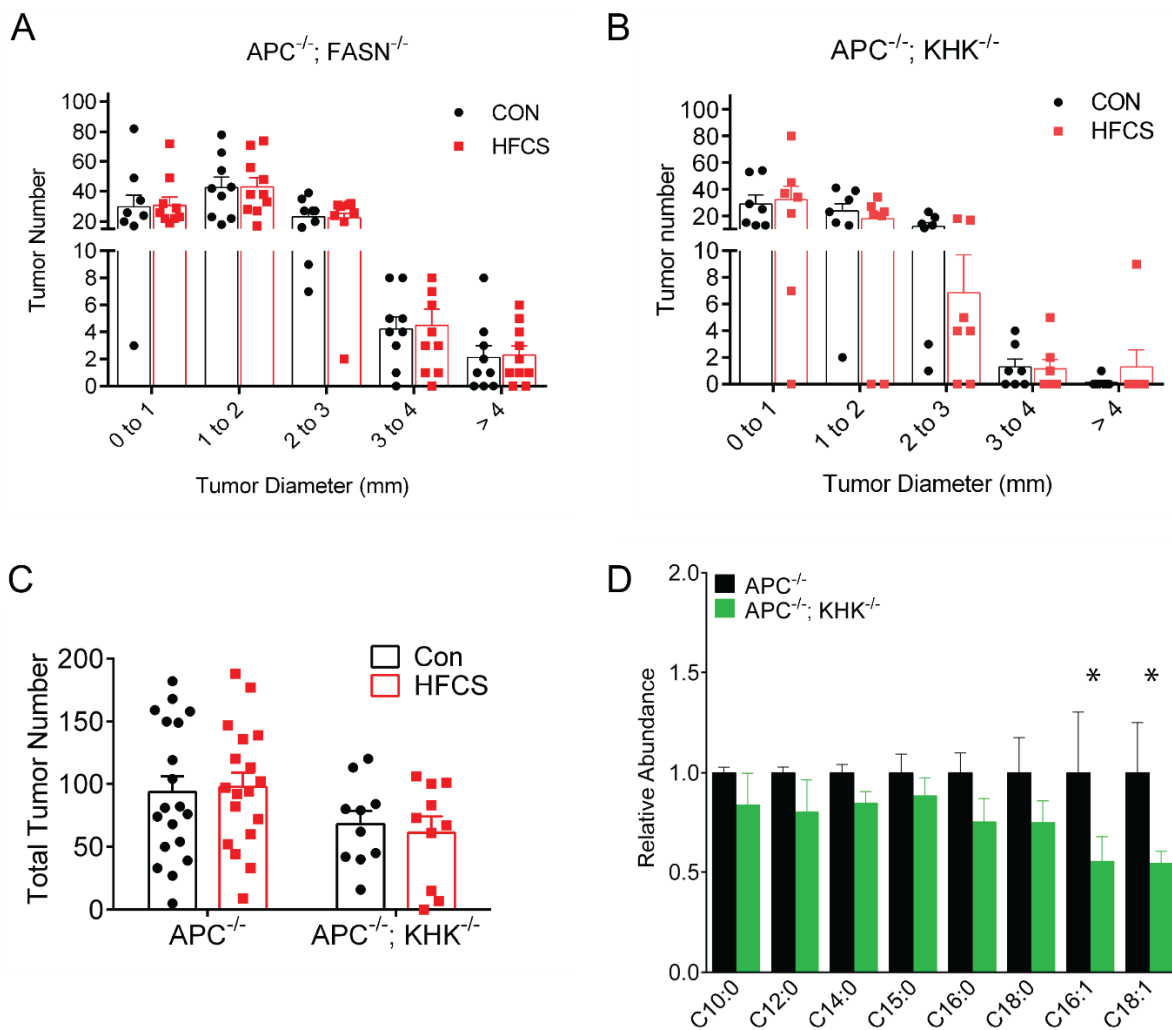 A
APC-/-; FASN-/-
CON
HFCS
Tumor Number
100
80
60
40
20
10
8
6
4
2
0
0 to 1
1 to 2
2 to 3
3 to 4
> 4
Tumor Diameter (mm)
B
APC-/-; KHK-/-
CON
HFCS
Tumor number
100
80
60
40
20
10
8
6
4
2
0
0 to 1
1 to 2
2 to 3
3 to 4
> 4
Tumor Diameter (mm)
C
Con
HFCS
Total Tumor Number
200
150
100
50
0
APC-/-
APC-/-; KHK-/-
D
APC-/-
APC-/-; KHK-/-
Relative Abundance
2.0
1.5
1.0
0.5
0.0
*
*
C10:0
C12:0
C14:0
C15:0
C16:0
C18:0
C16:1
C18:1